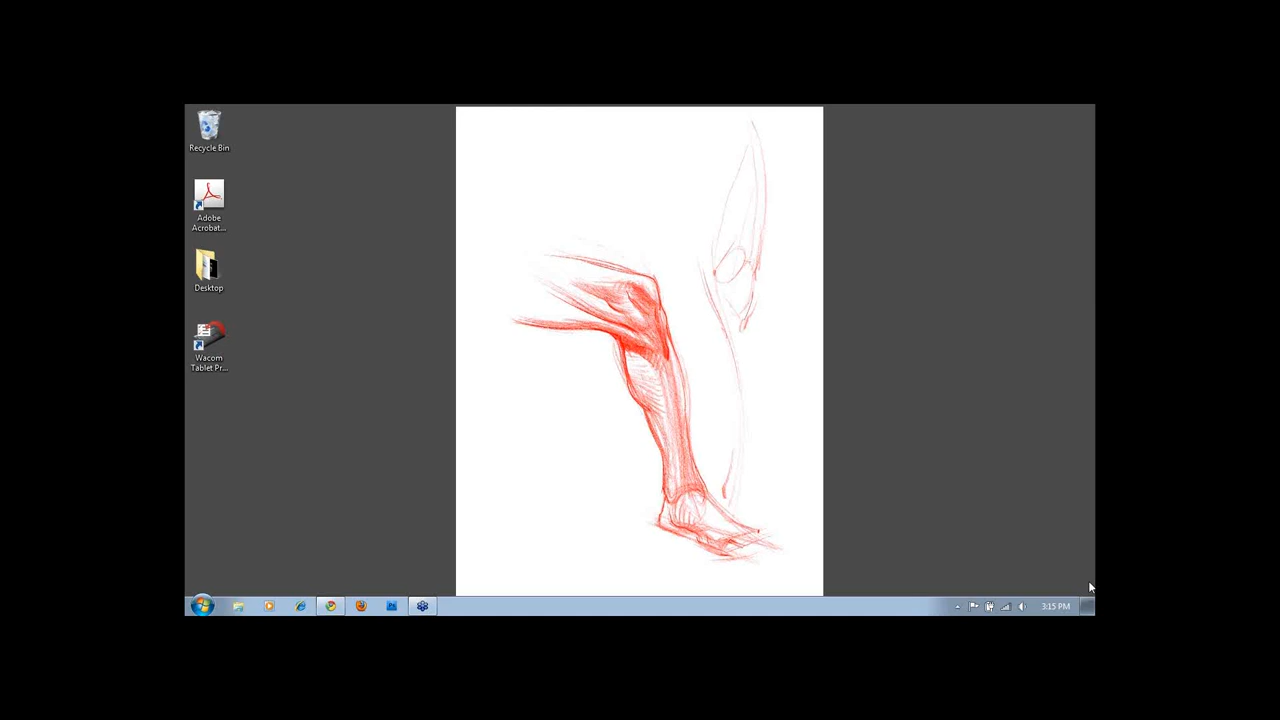 Recycle Bin
Adobe
Acrobat...
Desktop
Wacom
Tablet Pr...
3:15 PM